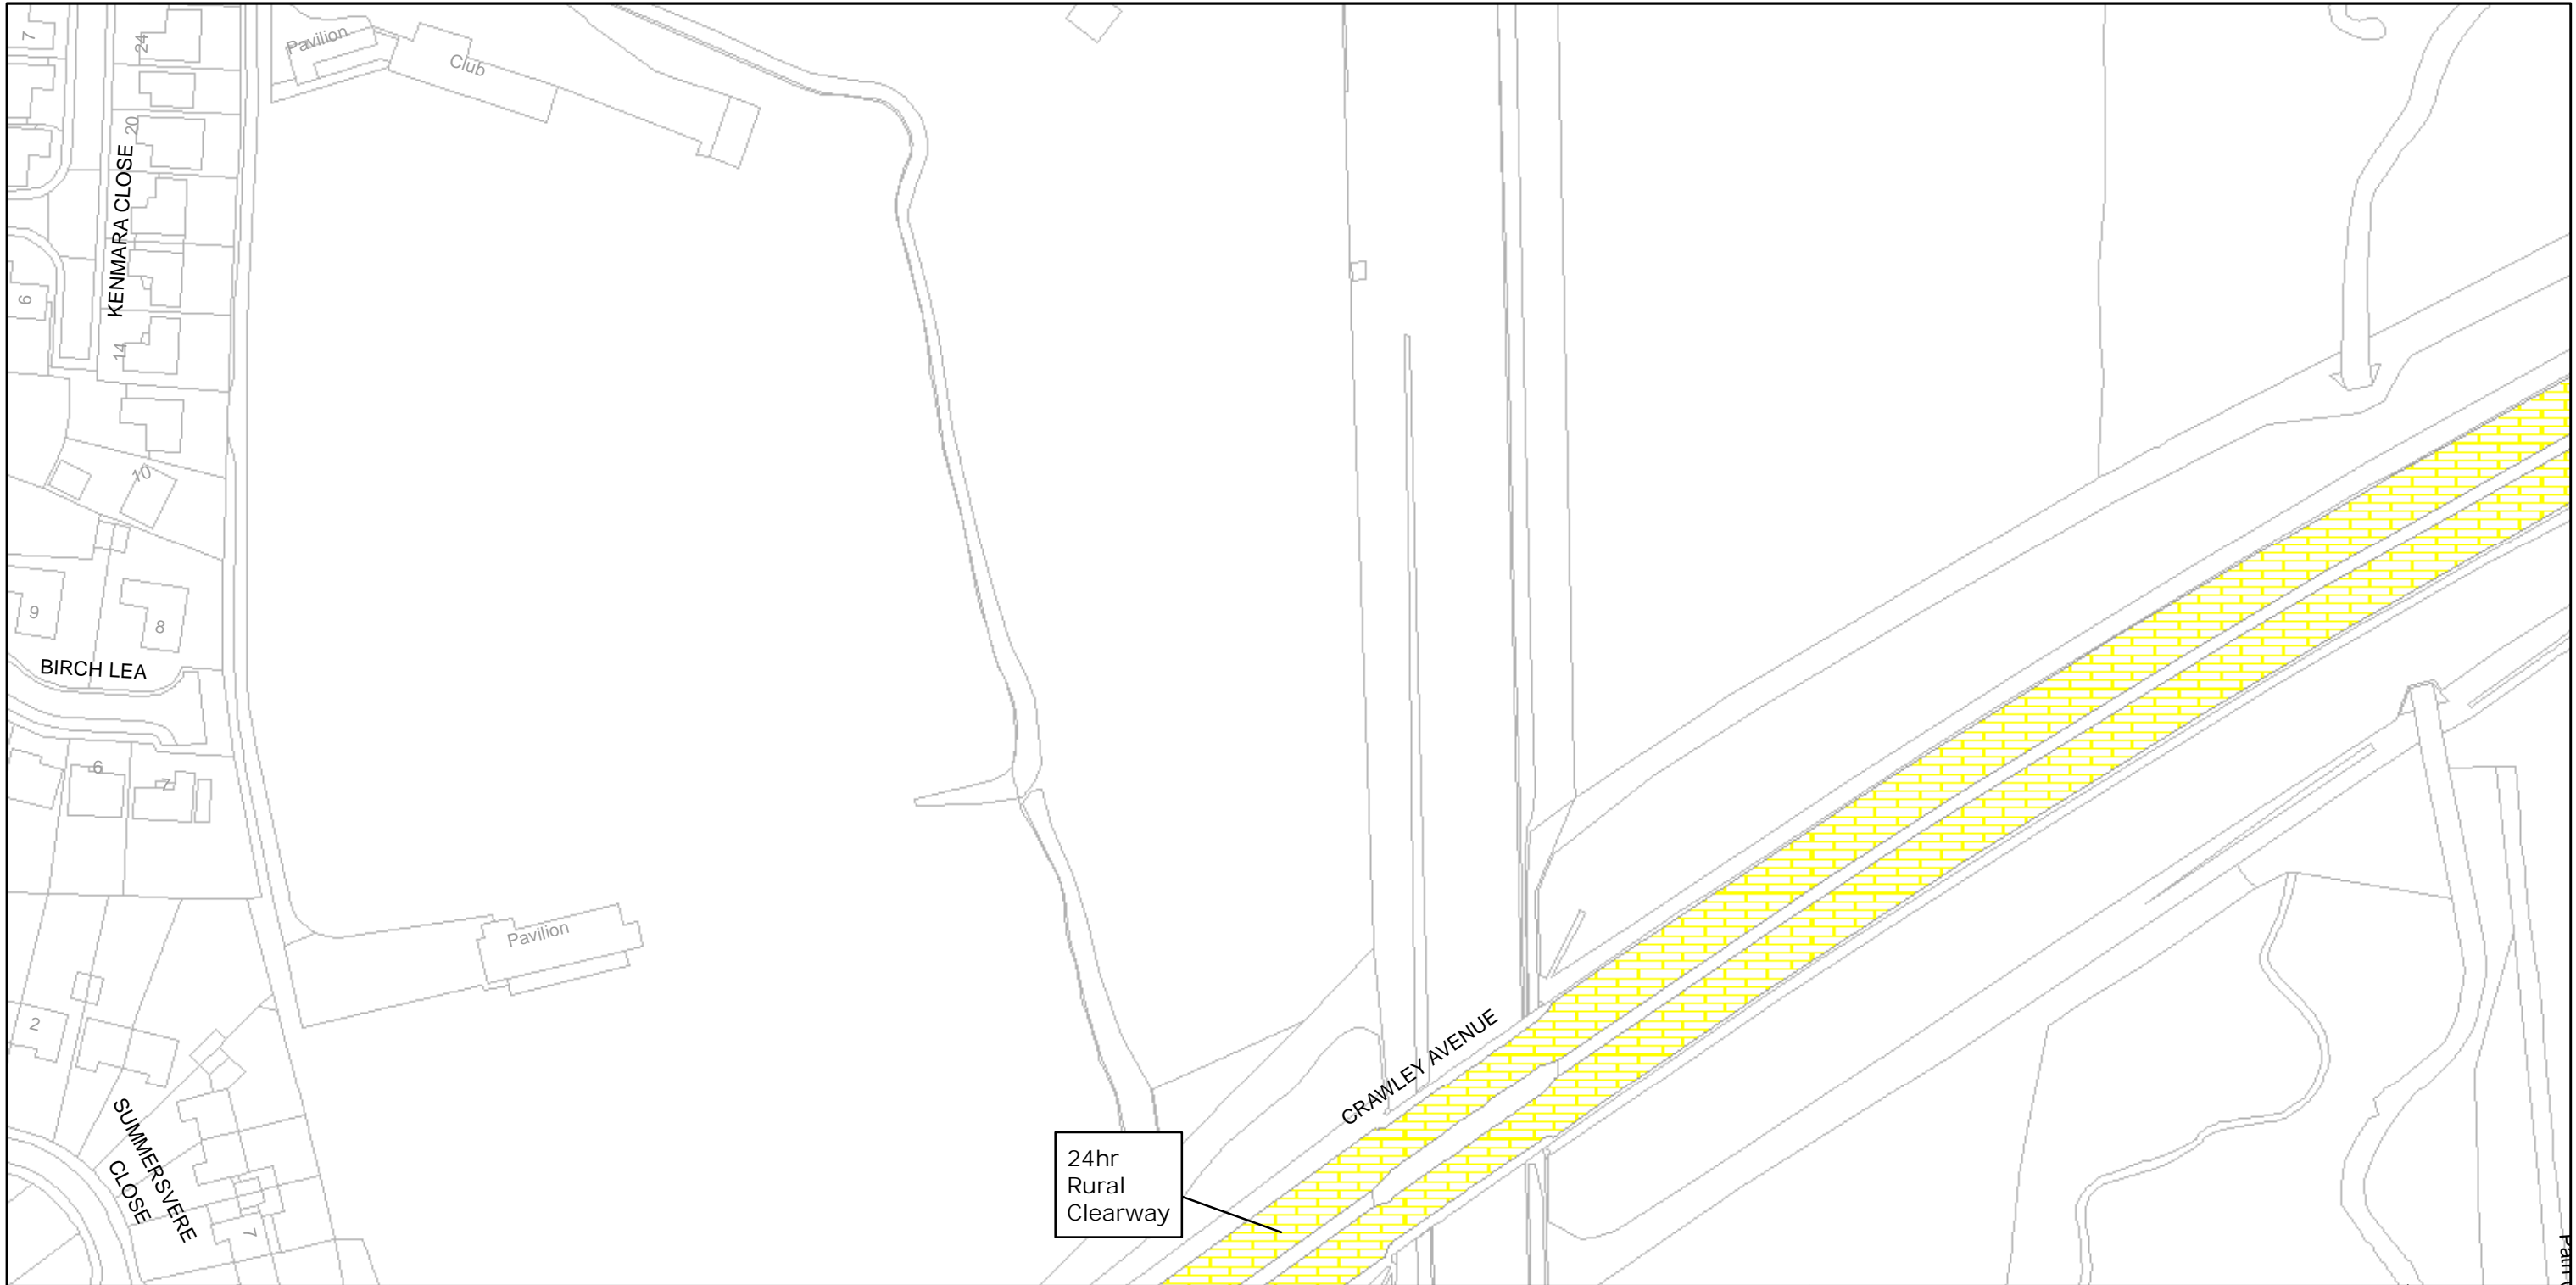 7
24
Pavilion
Club
20
KENMARA CLOSE
6
14
10
9
8
BIRCH LEA
6
7
Pavilion
2
CRAWLEY AVENUE
SUMMERSVERE
CLOSE
7
24hr
Rural
Clearway